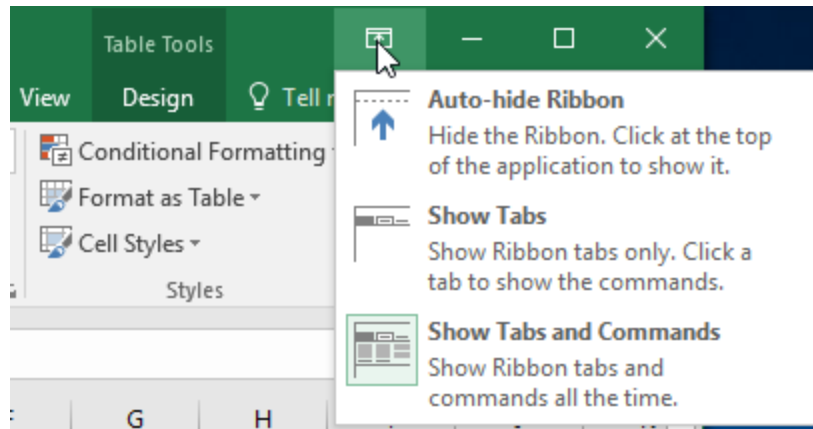 Table Tools
View Design Tell
Auto-hide Ribbon
Hide the Ribbon. Click at the top
of the application to show it.
Show Tabs
Show Ribbon tabs only. Click a
tab to show the commands.
Show Tabs and Commands
Show Ribbon tabs and
commands all the time.
Conditional Formatting
Format as Table
Cell Styles
Styles
G H